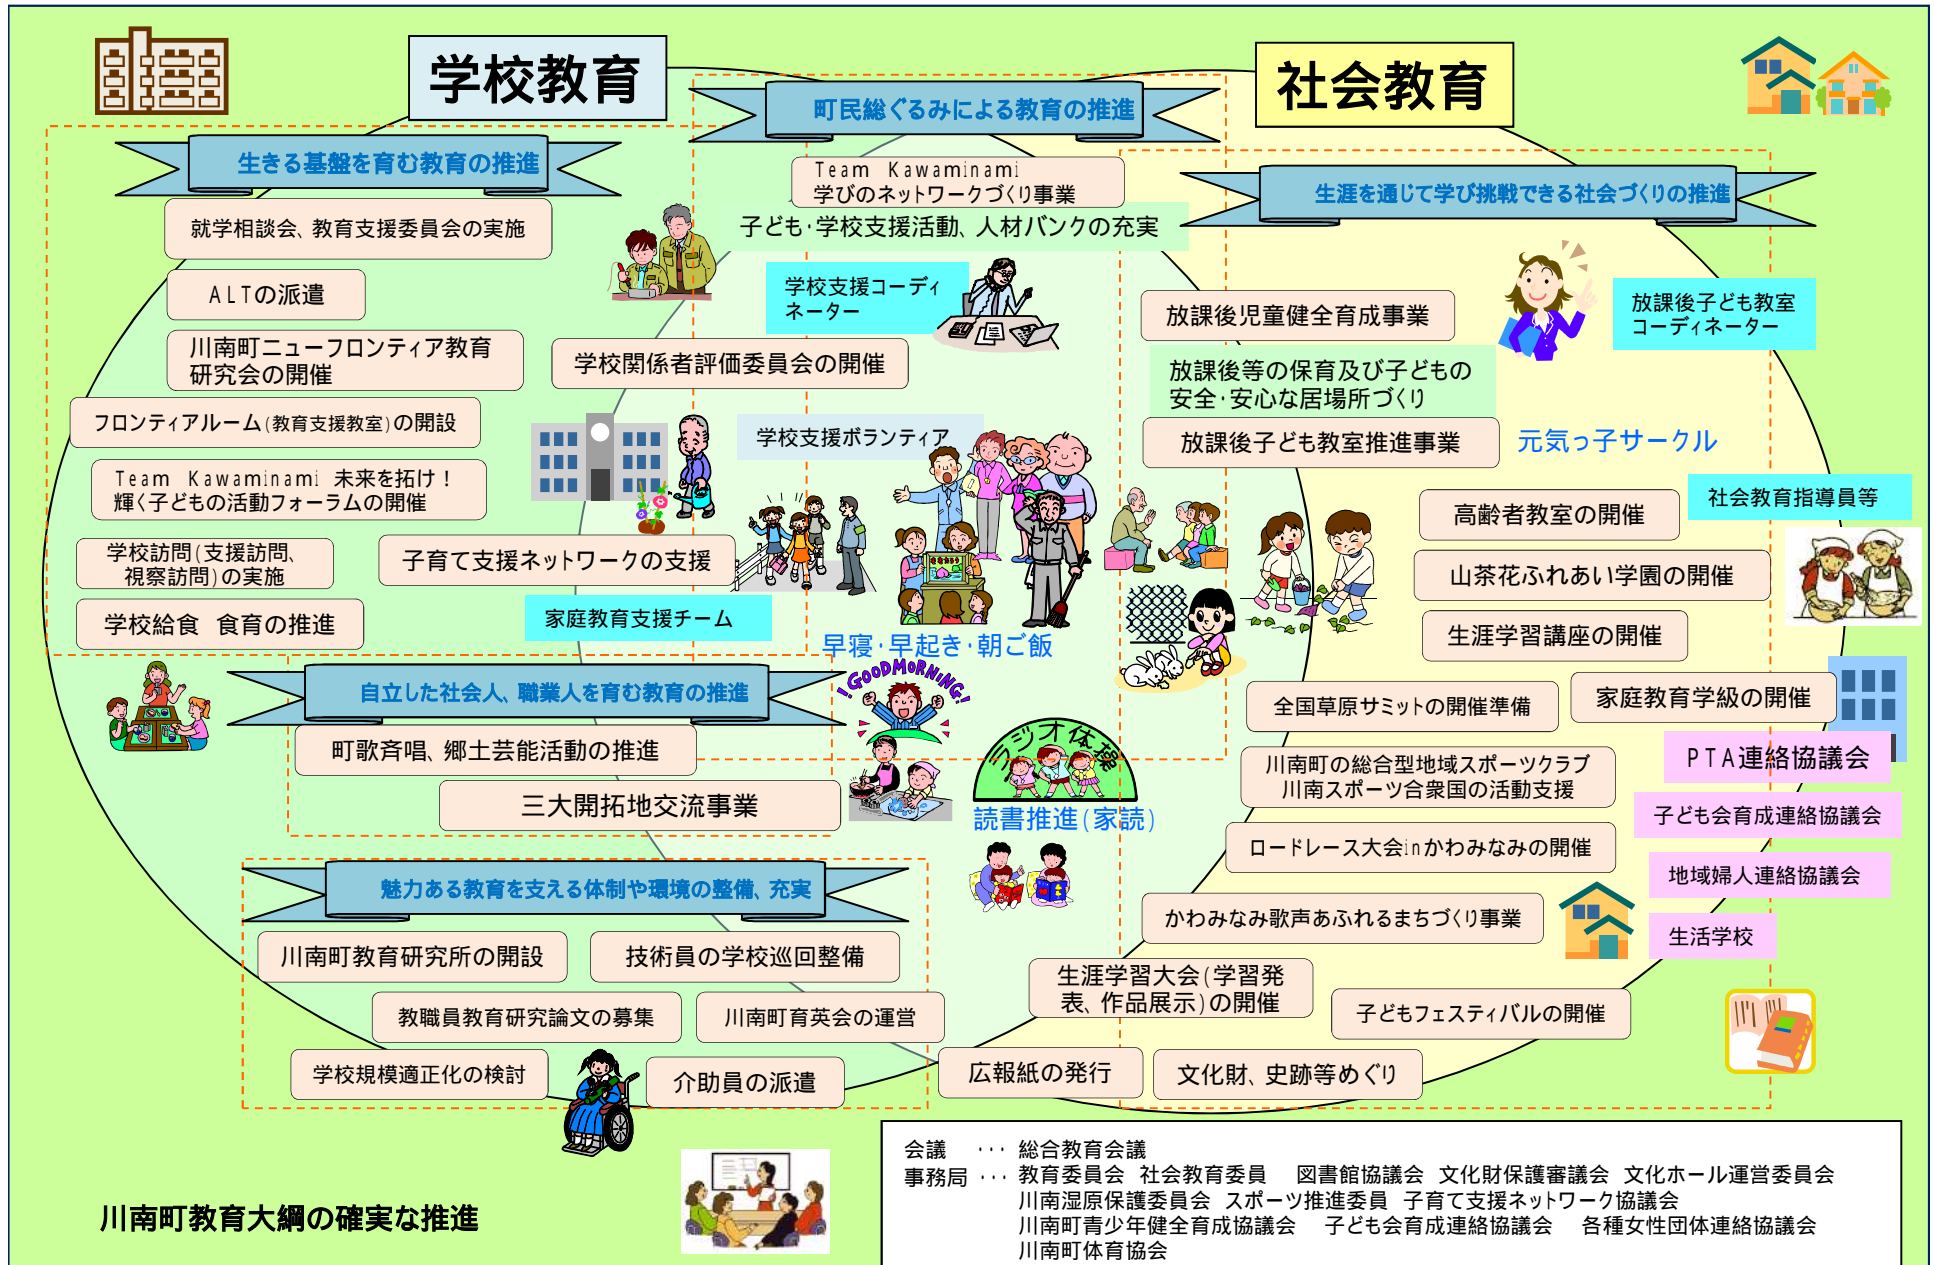 学校教育
社会教育
町民総ぐるみによる教育の推進
生きる基盤を育む教育の推進
就学相談会、教育支援委員会の実施
ALTの派遣
川南町ニューフロンティア教育
研究会の開催
フロンティアルーム(教育支援教室)の開設
Team Kawaminami 未来を拓け!
輝く子どもの活動フォーラムの開催
学校訪問(支援訪問、
視察訪問)の実施
学校給食 食育の推進
Team Kawaminami
学びのネットワークづくり事業
子ども・学校支援活動、人材バンクの充実
学校支援コーディ
ネーター
学校関係者評価委員会の開催
学校支援ボランティア
子育て支援ネットワークの支援
家庭教育支援チーム
早寝・早起き・朝ご飯
!GOODMORNING!
ラジオ体操
読書推進(家読)
生涯を通じて学び挑戦できる社会づくりの推進
放課後児童健全育成事業
放課後子ども教室
コーディネーター
放課後等の保育及び子どもの
安全・安心な居場所づくり
放課後子ども教室推進事業
元気っ子サークル
社会教育指導員等
高齢者教室の開催
山茶花ふれあい学園の開催
生涯学習講座の開催
家庭教育学級の開催
全国草原サミットの開催準備
PTA連絡協議会
川南町の総合型地域スポーツクラブ
川南スポーツ合衆国の活動支援
子ども会育成連絡協議会
ロードレース大会inかわみなみの開催
地域婦人連絡協議会
かわみなみ歌声あふれるまちづくり事業
生活学校
生涯学習大会(学習発
表、作品展示)の開催
子どもフェスティバルの開催
広報紙の発行
文化財、史跡等めぐり
自立した社会人、職業人を育む教育の推進
町歌斉唱、郷土芸能活動の推進
三大開拓地交流事業
魅力ある教育を支える体制や環境の整備、充実
川南町教育研究所の開設
技術員の学校巡回整備
教職員教育研究論文の募集
川南町育英会の運営
学校規模適正化の検討
介助員の派遣
川南町教育大綱の確実な推進
会議 ・・・ 総合教育会議
事務局 ・・・ 教育委員会 社会教育委員 図書館協議会 文化財保護審議会 文化ホール運営委員会
川南湿原保護委員会 スポーツ推進委員 子育て支援ネットワーク協議会
川南町青少年健全育成協議会 子ども会育成連絡協議会 各種女性団体連絡協議会
川南町体育協会